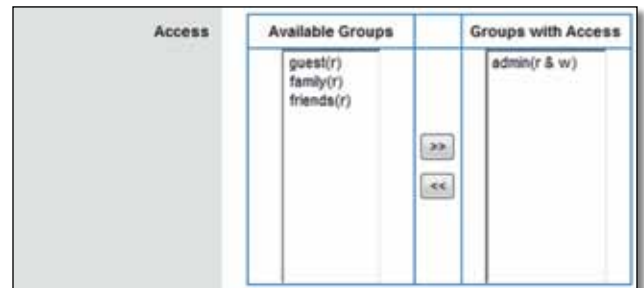 Access
Available Groups
Groups with Access
guest(r)
family(r)
friends(r)
admin(r & w)
>>
<<